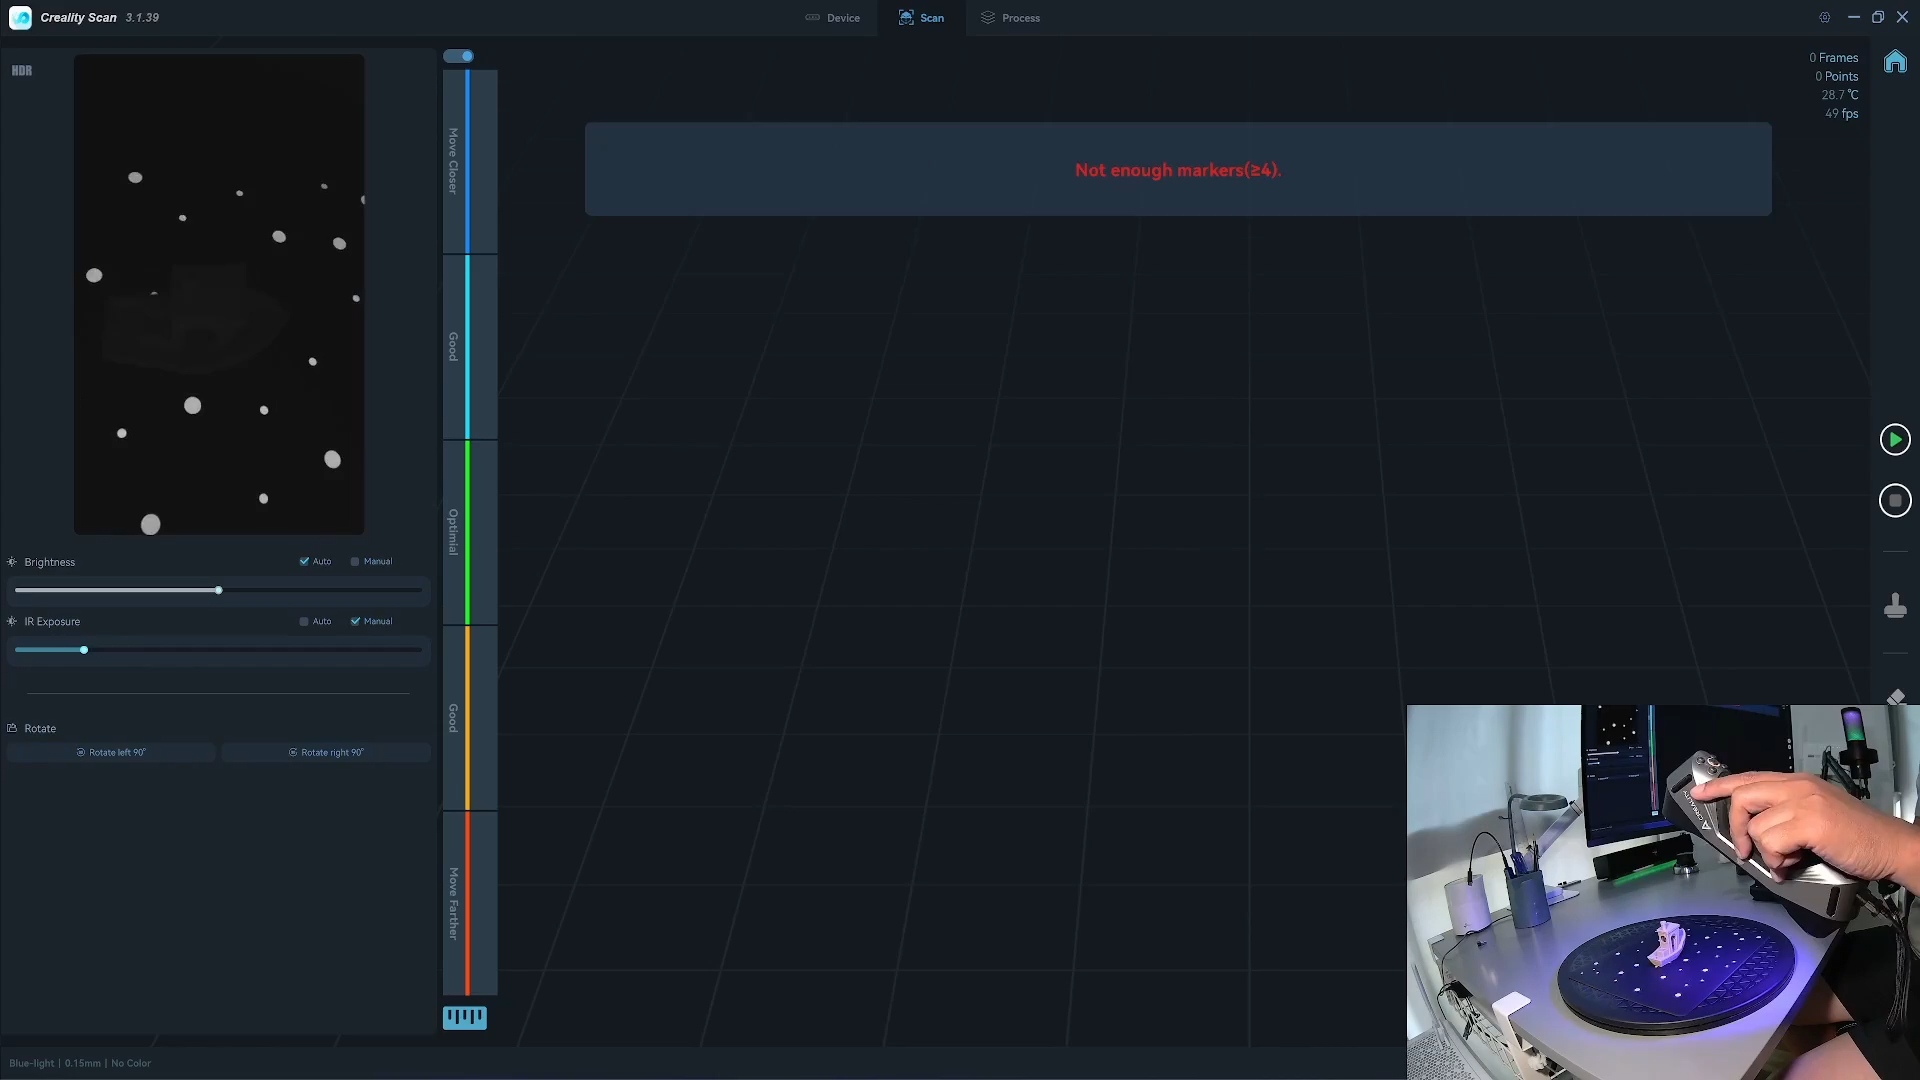 Creality Scan 3.1.39
Device
Scan
Process
HDR
0 Frames
0 Points
28.7 ℃
49 fps
Move Closer
Good
Optimial
Good
Move Farther
Not enough markers(≥4).
Brightness
Auto
Manual
IR Exposure
Auto
Manual
Rotate
Rotate left 90°
Rotate right 90°
Blue-light | 0.15mm | No Color
CREALITY